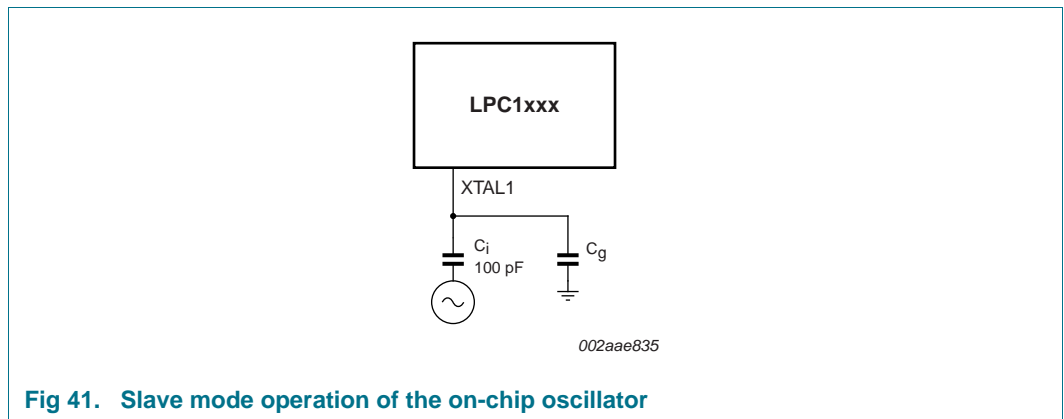 LPC1xxx
XTAL1
Ci
100 pF
Cg
002aae835
Fig 41. Slave mode operation of the on-chip oscillator